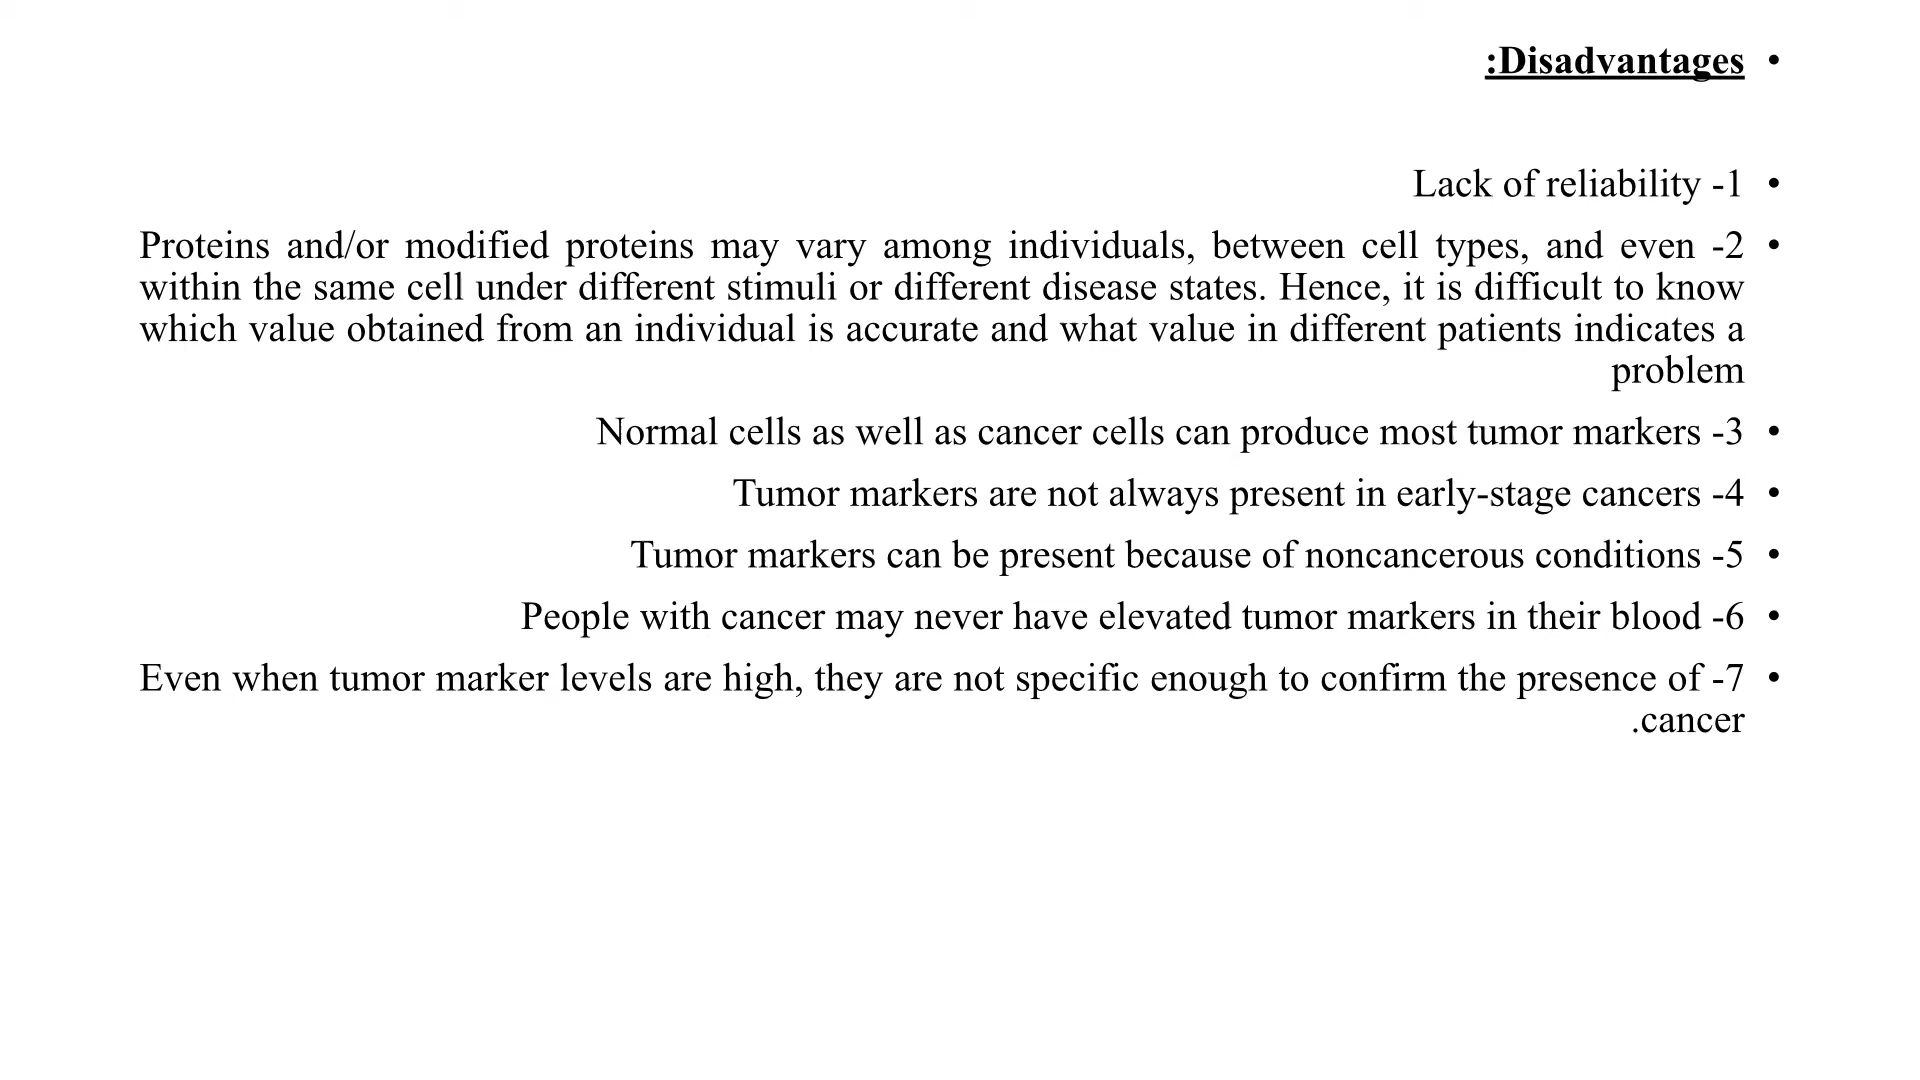 • Disadvantages:
• 1- Lack of reliability
• 2- Proteins and/or modified proteins may vary among individuals, between cell types, and even
within the same cell under different stimuli or different disease states. Hence, it is difficult to know
which value obtained from an individual is accurate and what value in different patients indicates a
problem
• 3- Normal cells as well as cancer cells can produce most tumor markers
• 4- Tumor markers are not always present in early-stage cancers
• 5- Tumor markers can be present because of noncancerous conditions
• 6- People with cancer may never have elevated tumor markers in their blood
• 7- Even when tumor marker levels are high, they are not specific enough to confirm the presence of
cancer.